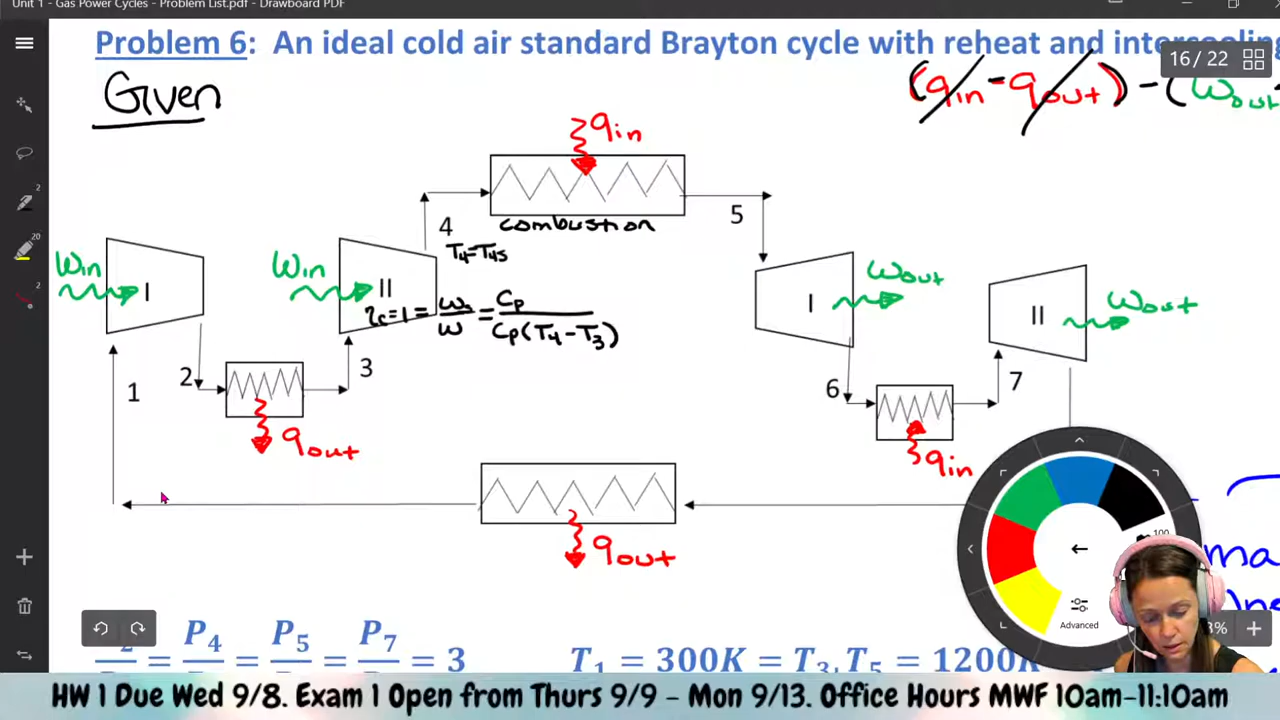 Unit 1 - Gas Power Cycles - Problem List.pdf - Drawboard PDF
Problem 6: An ideal cold air standard Brayton cycle with reheat and intercooling
16 / 22
Given
(qin - qout) - (Wout
qin
combustion
4
T4=T4s
5
Win
I
Win
II
ηc=1 = Ws/W = Cp/Cp(T4-T3)
I
Wout
II
Wout
1
2
3
qout
6
7
qin
qout
P4 = P5 = P7 = 3
T1 = 300K = T3, T5 = 1200K
100
Advanced
HW 1 Due Wed 9/8. Exam 1 Open from Thurs 9/9 - Mon 9/13. Office Hours MWF 10am-11:10am